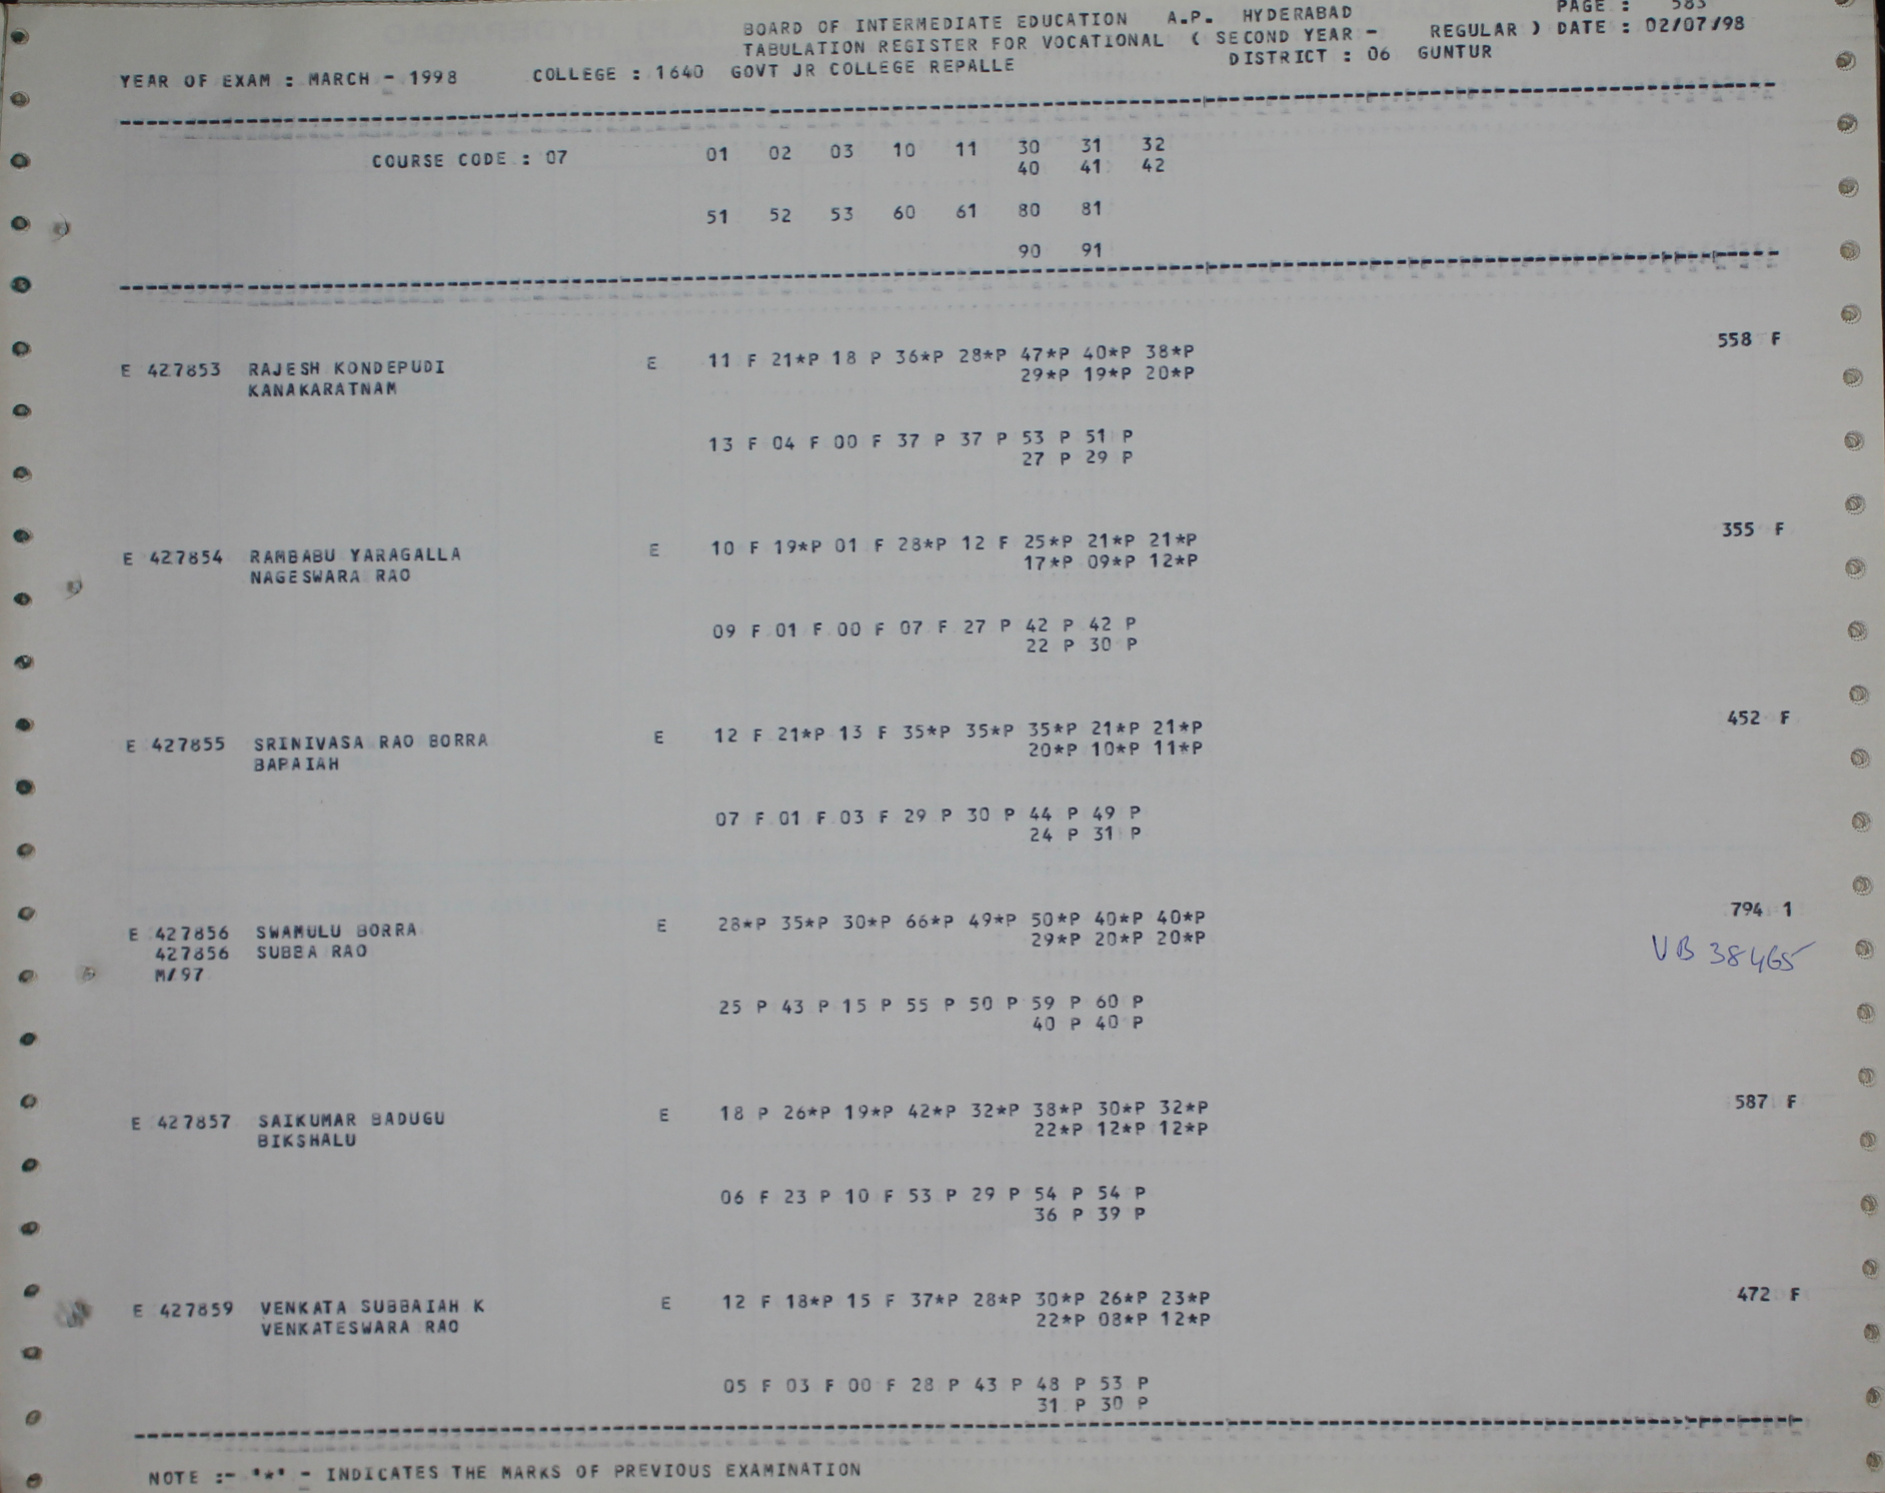 BOARD OF INTERMEDIATE EDUCATION A.P. HYDERABAD PAGE : 583
TABULATION REGISTER FOR VOCATIONAL ( SECOND YEAR - REGULAR ) DATE : 02/07/98
YEAR OF EXAM : MARCH - 1998 COLLEGE : 1640 GOVT JR COLLEGE REPALLE DISTRICT : 06 GUNTUR
COURSE CODE : 07 01 02 03 10 11 30 31 32
40 41 42
51 52 53 60 61 80 81
90 91
E 427853 RAJESH KONDEPUDI E 11 F 21*P 18 P 36*P 28*P 47*P 40*P 38*P 558 F
KANAKARATNAM 29*P 19*P 20*P
13 F 04 F 00 F 37 P 37 P 53 P 51 P
27 P 29 P
E 427854 RAMBABU YARAGALLA E 10 F 19*P 01 F 28*P 12 F 25*P 21*P 21*P 355 F
NAGESWARA RAO 17*P 09*P 12*P
09 F 01 F 00 F 07 F 27 P 42 P 42 P
22 P 30 P
E 427855 SRINIVASA RAO BORRA E 12 F 21*P 13 F 35*P 35*P 35*P 21*P 21*P 452 F
BAPAIAH 20*P 10*P 11*P
07 F 01 F 03 F 29 P 30 P 44 P 49 P
24 P 31 P
E 427856 SWAMULU BORRA E 28*P 35*P 30*P 66*P 49*P 50*P 40*P 40*P 794 1
427856 SUBBA RAO 29*P 20*P 20*P VB 38465
M/97
25 P 43 P 15 P 55 P 50 P 59 P 60 P
40 P 40 P
E 427857 SAIKUMAR BADUGU E 18 P 26*P 19*P 42*P 32*P 38*P 30*P 32*P 587 F
BIKSHALU 22*P 12*P 12*P
06 F 23 P 10 F 53 P 29 P 54 P 54 P
36 P 39 P
E 427859 VENKATA SUBBAIAH K E 12 F 18*P 15 F 37*P 28*P 30*P 26*P 23*P 472 F
VENKATESWARA RAO 22*P 08*P 12*P
05 F 03 F 00 F 28 P 43 P 48 P 53 P
31 P 30 P
NOTE :- "*" - INDICATES THE MARKS OF PREVIOUS EXAMINATION